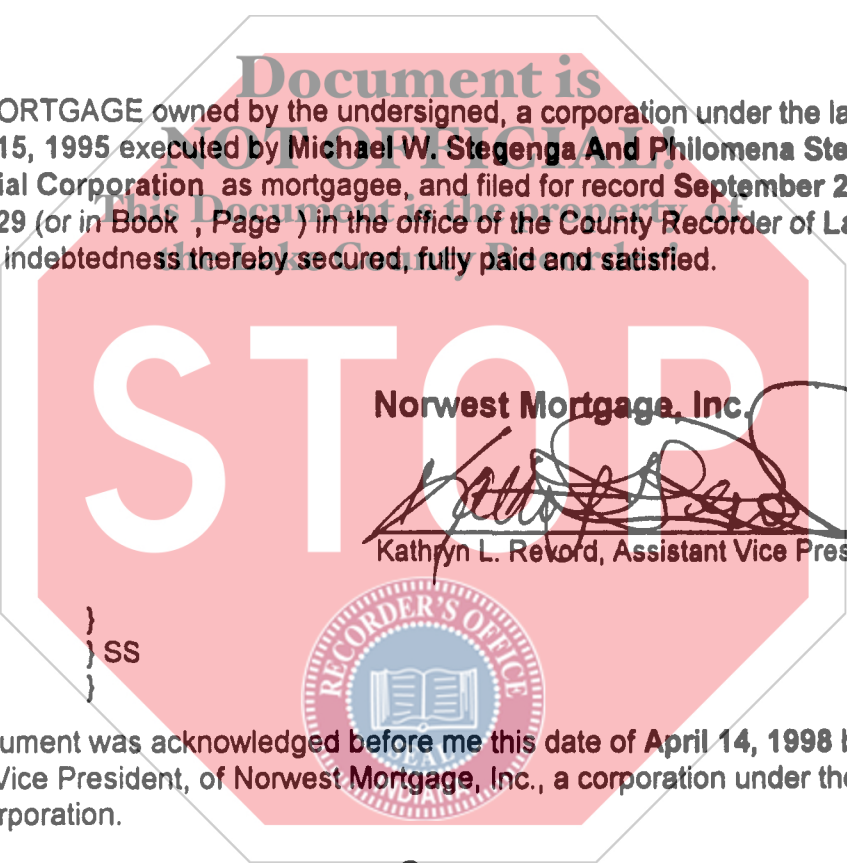 Document is
ORTGAGE owned by the undersigned, a corporation under the la
NOT OFFICIAL!
15, 1995 executed by Michael W. Stegenga And Philomena Ste
ial Corporation as mortgagee, and filed for record September 2
This Document is the property of
29 (or in Book , Page ) in the office of the County Recorder of La
the Lake County Recorder!
indebtedness thereby secured, fully paid and satisfied.
STOP
Norwest Mortgage, Inc.
Kathryn L. Rekord, Assistant Vice Pres
}
} SS
}
RECORDER'S OFFICE
SEAL
INDIANA
ument was acknowledged before me this date of April 14, 1998 b
Vice President, of Norwest Mortgage, Inc., a corporation under the
rporation.